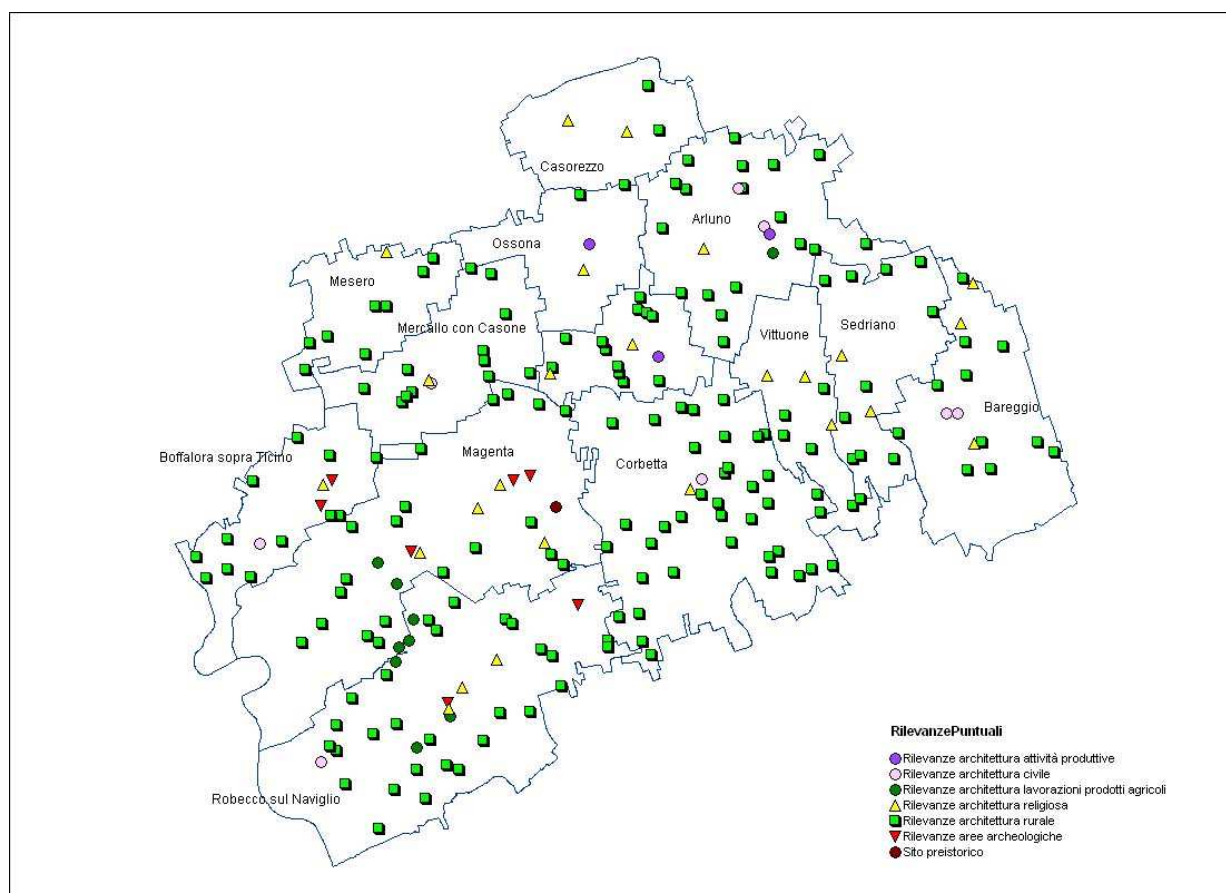 Casorezzo
Arluno
Ossona
Mesero
Mercallo con Casone
Vittuone
Sedriano
Bareggio
Boffalora sopra Ticino
Magenta
Corbetta
Robecco sul Naviglio
RilevanzePuntuali
Rilevanze architettura attività produttive
Rilevanze architettura civile
Rilevanze architettura lavorazioni prodotti agricoli
Rilevanze architettura religiosa
Rilevanze architettura rurale
Rilevanze aree archeologiche
Sito preistorico